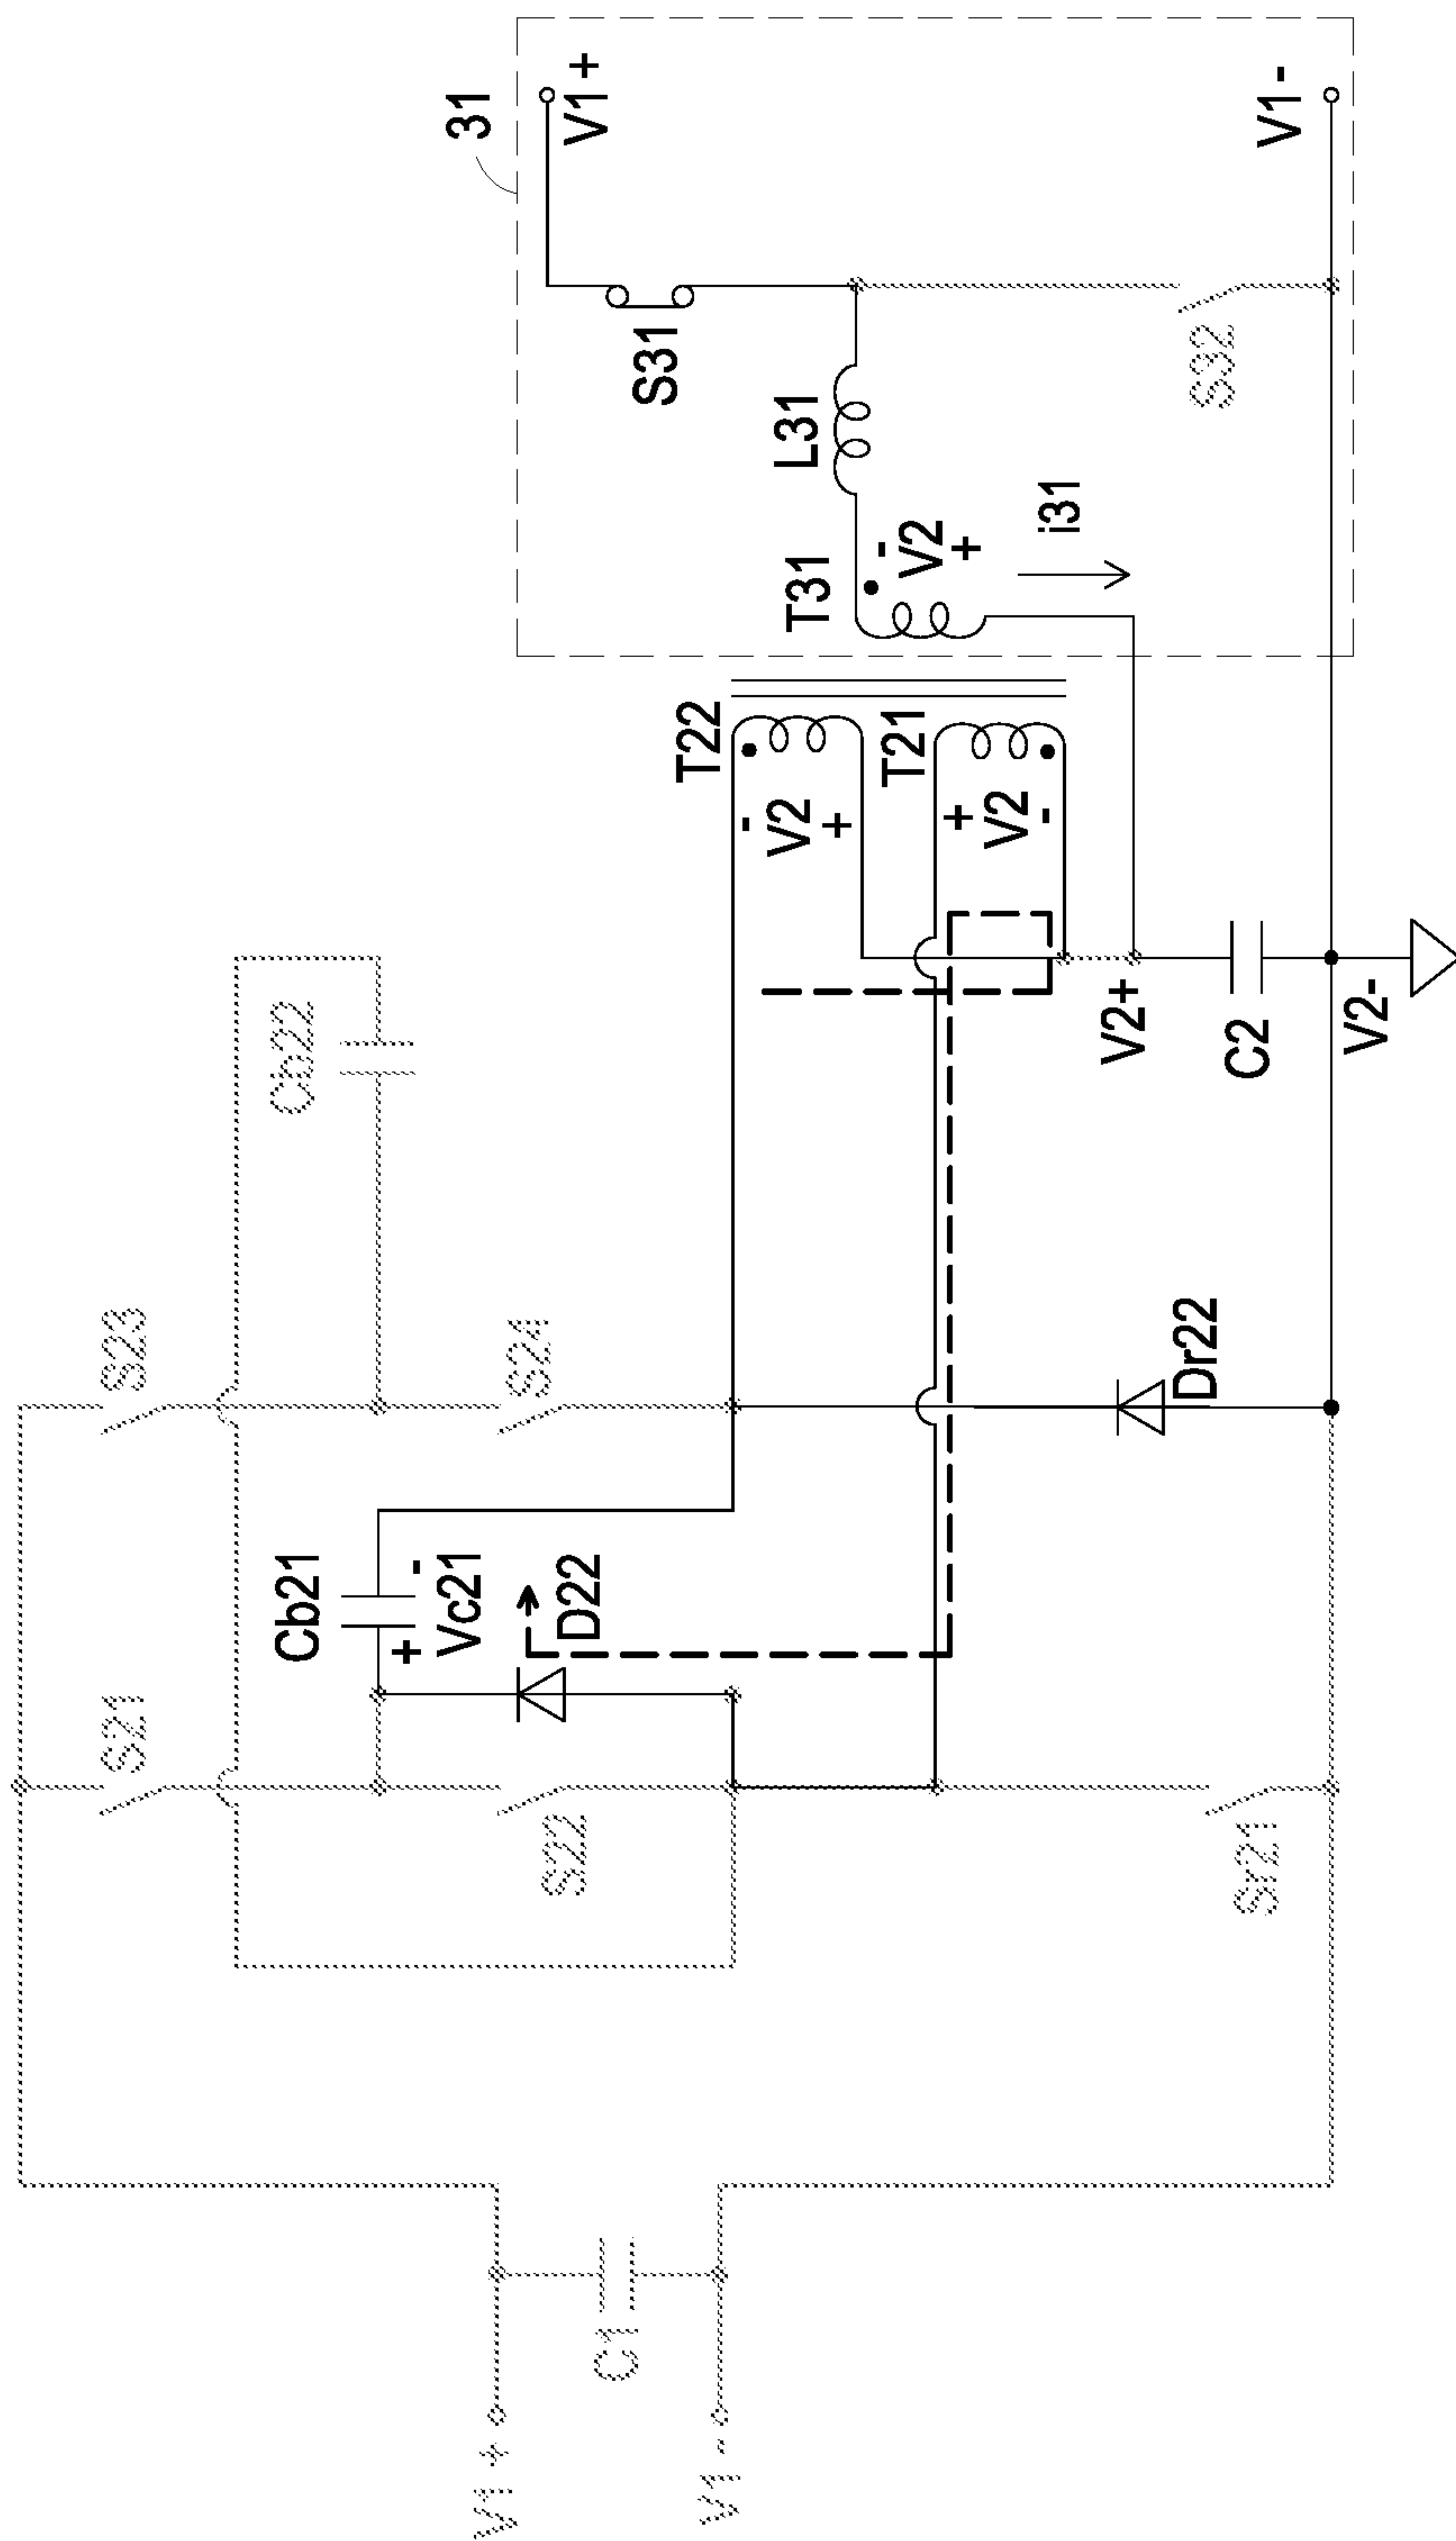 31
V1+
V1-
S31
S32
L31
T31
-
V2
+
i31
T22
-
V2
+
T21
+
V2
-
Cb22
V2+
C2
V2-
S23
S24
Dr22
Cb21
+
Vc21
-
D22
S21
S22
Sr21
C1
V1 +
V1 -